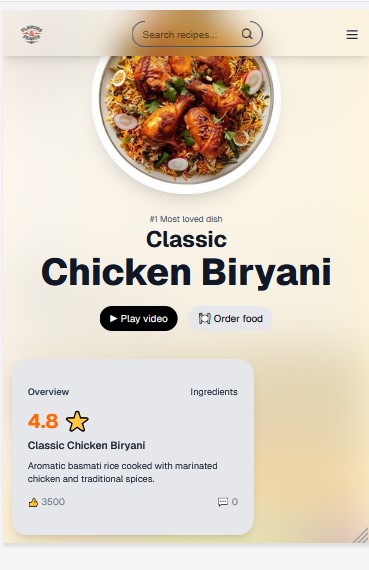 Search recipes...
#1 Most loved dish
Classic
Chicken Biryani
Play video
Order food
Overview
Ingredients
4.8
Classic Chicken Biryani
Aromatic basmati rice cooked with marinated
chicken and traditional spices.
3500
0